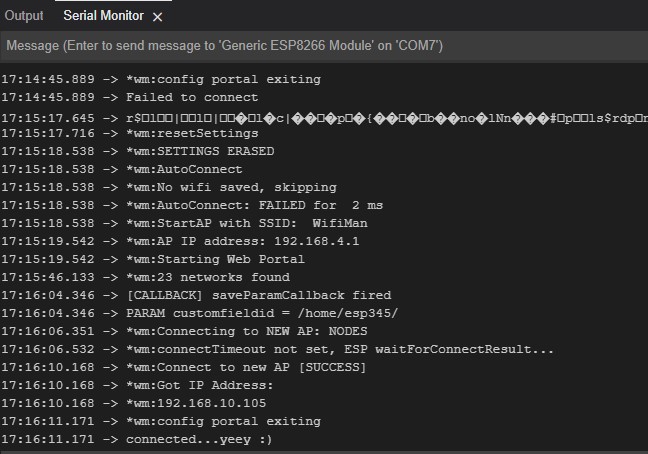 Output Serial Monitor ×
Message (Enter to send message to 'Generic ESP8266 Module' on 'COM7')
17:14:45.889 -> *wm:config portal exiting
17:14:45.889 -> Failed to connect
17:15:17.645 ->
17:15:17.716 -> *wm:resetSettings
17:15:18.538 -> *wm:SETTINGS ERASED
17:15:18.538 -> *wm:AutoConnect
17:15:18.538 -> *wm:No wifi saved, skipping
17:15:18.538 -> *wm:AutoConnect: FAILED for  2 ms
17:15:18.538 -> *wm:StartAP with SSID:  WifiMan
17:15:19.542 -> *wm:AP IP address: 192.168.4.1
17:15:19.542 -> *wm:Starting Web Portal
17:15:46.133 -> *wm:23 networks found
17:16:04.346 -> [CALLBACK] saveParamCallback fired
17:16:04.346 -> PARAM customfieldid = /home/esp345/
17:16:06.351 -> *wm:Connecting to NEW AP: NODES
17:16:06.532 -> *wm:connectTimeout not set, ESP waitForConnectResult...
17:16:10.168 -> *wm:Connect to new AP [SUCCESS]
17:16:10.168 -> *wm:Got IP Address:
17:16:10.168 -> *wm:192.168.10.105
17:16:11.171 -> *wm:config portal exiting
17:16:11.171 -> connected...yeey :)